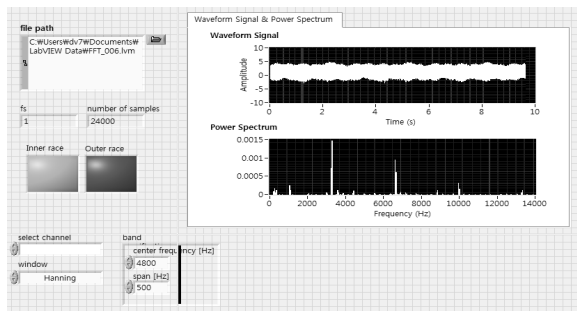 Waveform Signal & Power Spectrum
file path
C:₩Users₩dv7₩Documents₩
LabVIEW Data₩FFT_006.lvm
fs
1
number of samples
24000
Inner race
Outer race
Waveform Signal
Amplitude
10
5
0
-5
-10
0 2 4 6 8 10
Time (s)
Power Spectrum
0.0015
0.001
0.0005
0
0 2000 4000 6000 8000 10000 12000 14000
Frequency (Hz)
select channel
window
Hanning
band
center frequency [Hz]
4800
span [Hz]
500